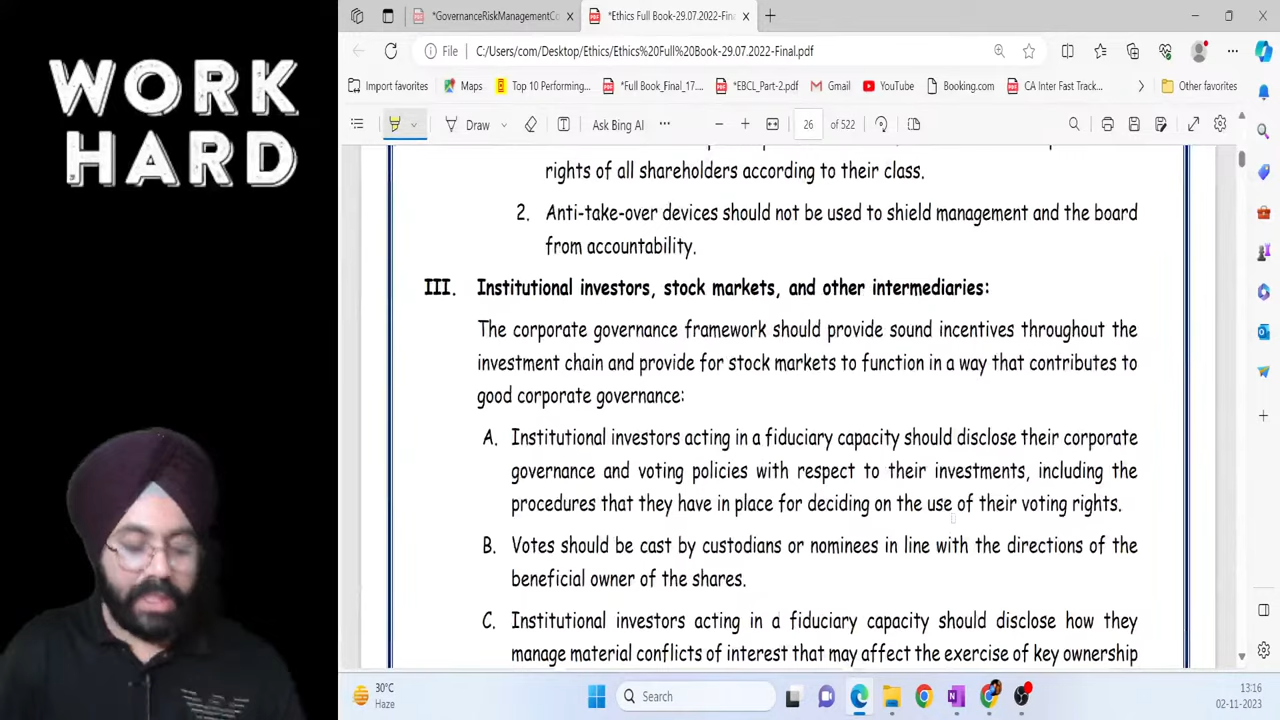 WORK
HARD
*GovernanceRiskManagementCo
*Ethics Full Book-29.07.2022-Fina
File
C:/Users/com/Desktop/Ethics/Ethics%20Full%20Book-29.07.2022-Final.pdf
Import favorites
Maps
Top 10 Performing...
*Full Book_Final_17...
*EBCL_Part-2.pdf
Gmail
YouTube
Booking.com
CA Inter Fast Track...
Other favorites
Draw
Ask Bing AI
26 of 522
rights of all shareholders according to their class.
2. Anti-take-over devices should not be used to shield management and the board
from accountability.
III. Institutional investors, stock markets, and other intermediaries:
The corporate governance framework should provide sound incentives throughout the
investment chain and provide for stock markets to function in a way that contributes to
good corporate governance:
A. Institutional investors acting in a fiduciary capacity should disclose their corporate
governance and voting policies with respect to their investments, including the
procedures that they have in place for deciding on the use of their voting rights.
B. Votes should be cast by custodians or nominees in line with the directions of the
beneficial owner of the shares.
C. Institutional investors acting in a fiduciary capacity should disclose how they
manage material conflicts of interest that may affect the exercise of key ownership
30°C
Haze
Search
13:16
02-11-2023